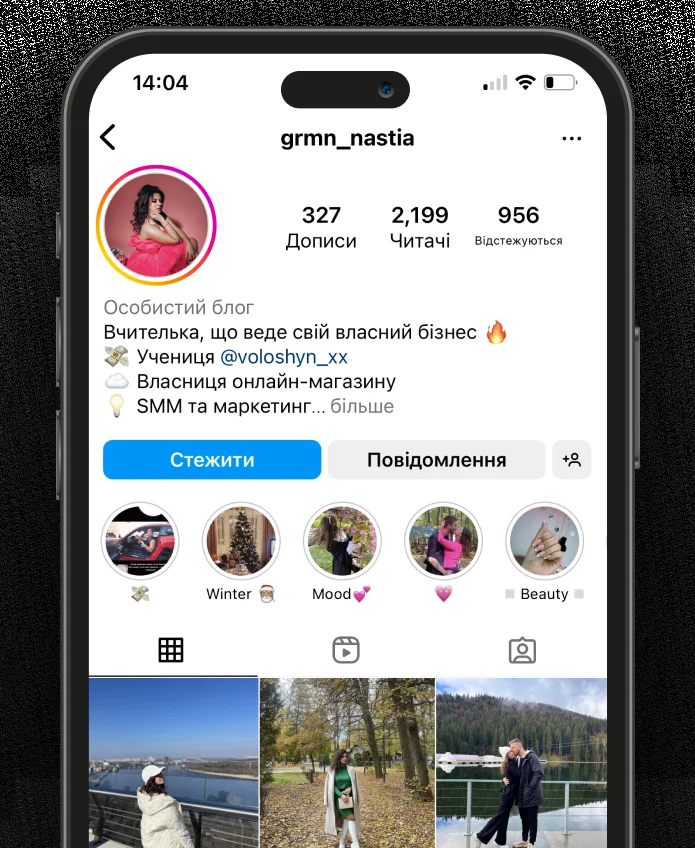 14:04
grmn_nastia
327 2,199 956
Дописи Читачі Відстежуються
Особистий блог
Вчителька, що веде свій власний бізнес 🔥
💸 Учениця @voloshyn_xx
☁️ Власниця онлайн-магазину
💡 SMM та маркетинг... більше
Стежити Повідомлення
💸 Winter 🎅 Mood💕 💗 ◽ Beauty ◽